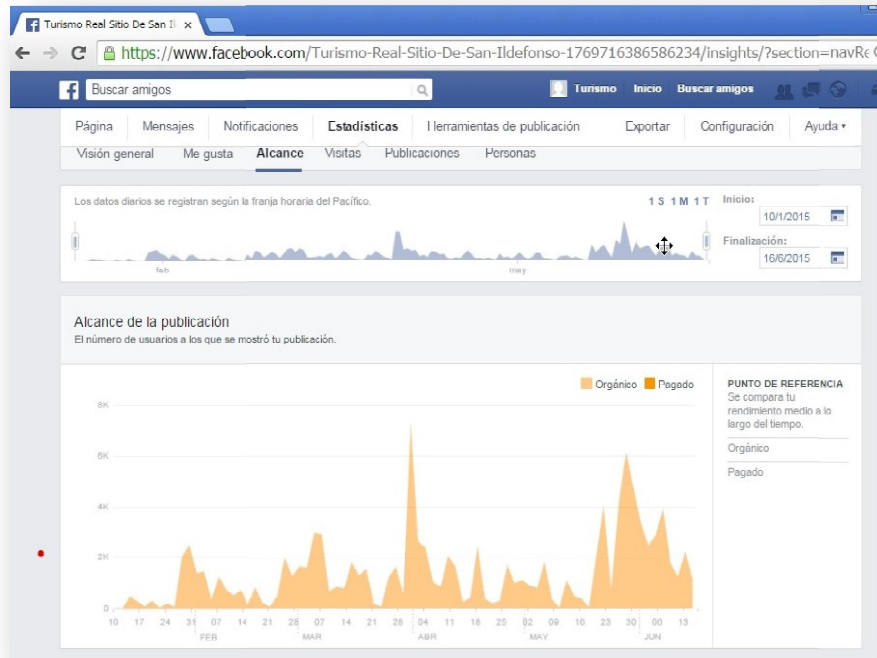 Turismo Real Sitio De San Il
https://www.facebook.com/Turismo-Real-Sitio-De-San-Ildefonso-1769716386586234/insights/?section=navRe
Buscar amigos
Turismo Inicio Buscar amigos
Página Mensajes Notificaciones Estadísticas Herramientas de publicación Exportar Configuración Ayuda
Visión general Me gusta Alcance Visitas Publicaciones Personas
Los datos diarios se registran según la franja horaria del Pacífico.
1 S 1 M 1 T
Inicio:
10/1/2015
Finalización:
16/6/2015
feb may
Alcance de la publicación
El número de usuarios a los que se mostró tu publicación.
Orgánico Pagado
8K
6K
4K
2K
0
10 17 24 31 07 14 21 28 07 14 21 28 04 11 18 25 02 09 16 23 30 13
FEB MAR ABR MAY JUN
PUNTO DE REFERENCIA
Se compara tu
rendimiento medio a lo
largo del tiempo.
Orgánico
Pagado